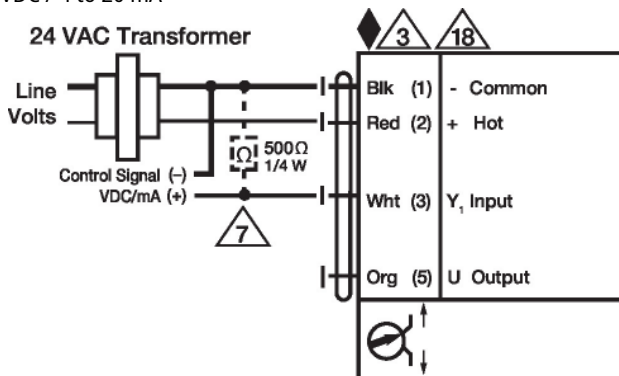 VDC / 4 to 20 mA
24 VAC Transformer
3
18
Line
Volts
Blk (1) - Common
Red (2) + Hot
Ω
500Ω
1/4 W
Control Signal (–)
VDC/mA (+)
Wht (3) Y1 Input
7
Org (5) U Output